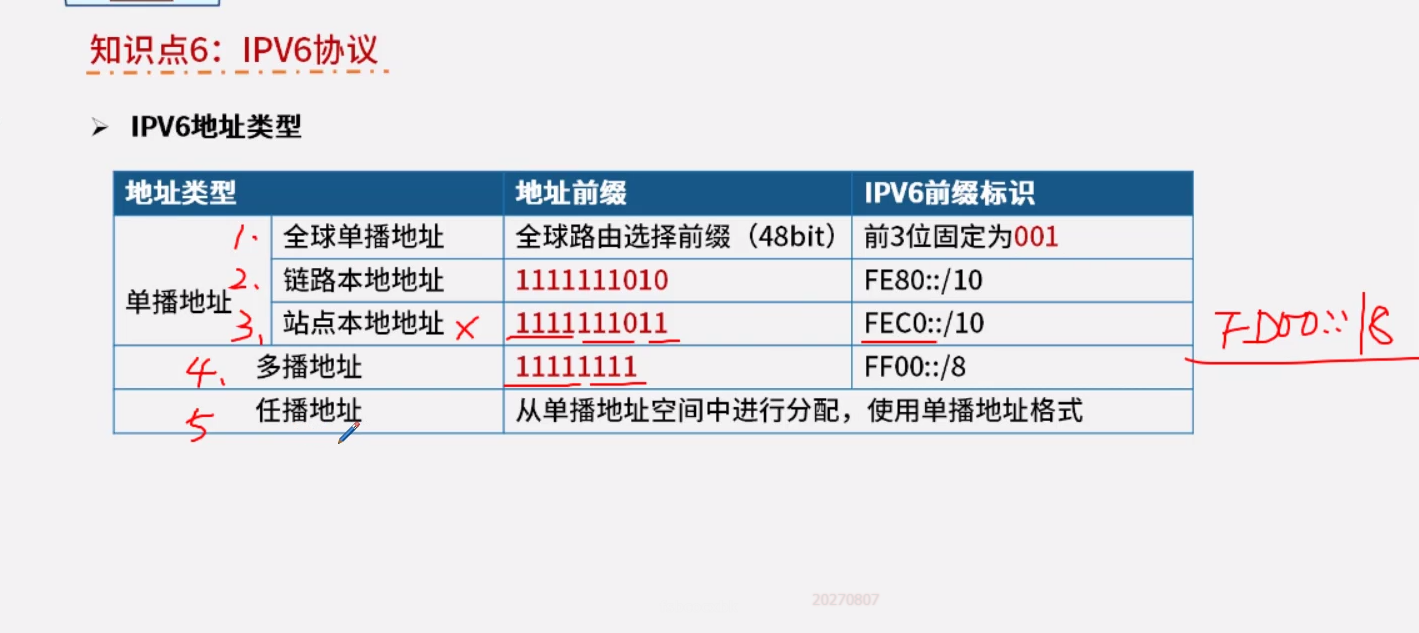 知识点6：IPV6协议
➢ IPV6地址类型
地址类型 地址前缀 IPV6前缀标识
单播地址 1. 全球单播地址 全球路由选择前缀（48bit） 前3位固定为001
2、 链路本地地址 1111111010 FE80::/10
3、 站点本地地址 × 1111111011 FEC0::/10 FD00::/8
4、 多播地址 11111111 FF00::/8
5 任播地址 从单播地址空间中进行分配，使用单播地址格式
20270807